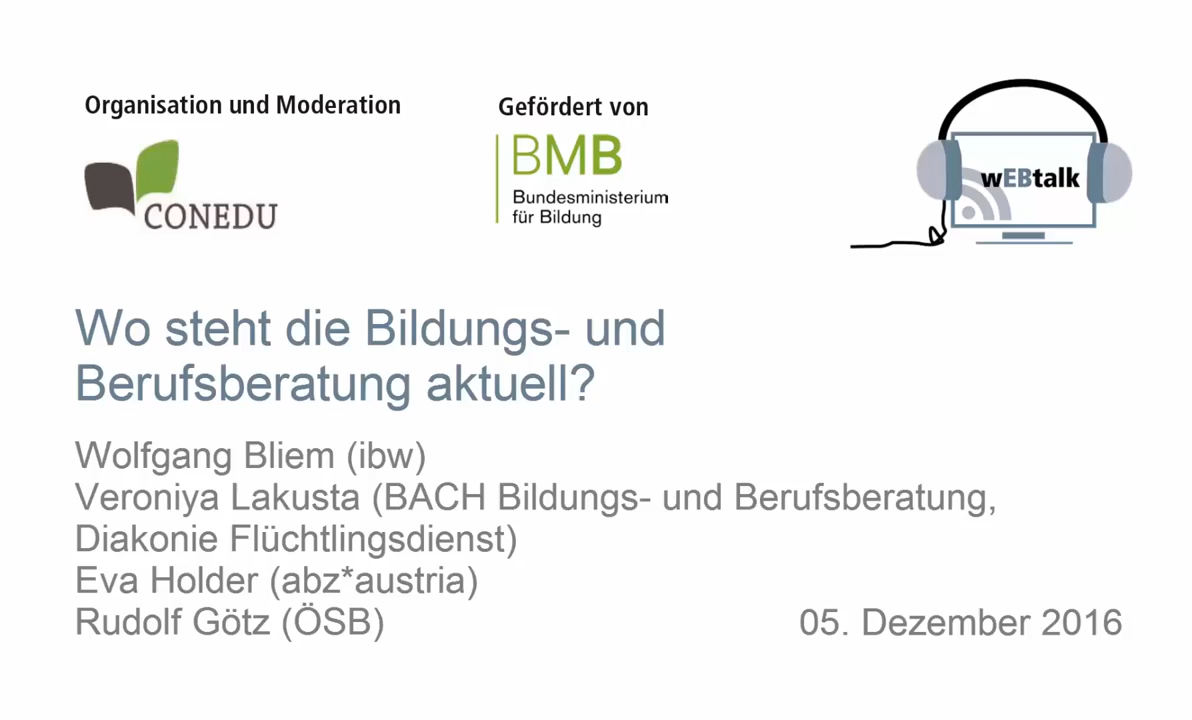 Organisation und Moderation
CONEDU
Gefördert von
BMB
Bundesministerium
für Bildung
wEBtalk
Wo steht die Bildungs- und
Berufsberatung aktuell?
Wolfgang Bliem (ibw)
Veroniya Lakusta (BACH Bildungs- und Berufsberatung,
Diakonie Flüchtlingsdienst)
Eva Holder (abz*austria)
Rudolf Götz (ÖSB)
05. Dezember 2016